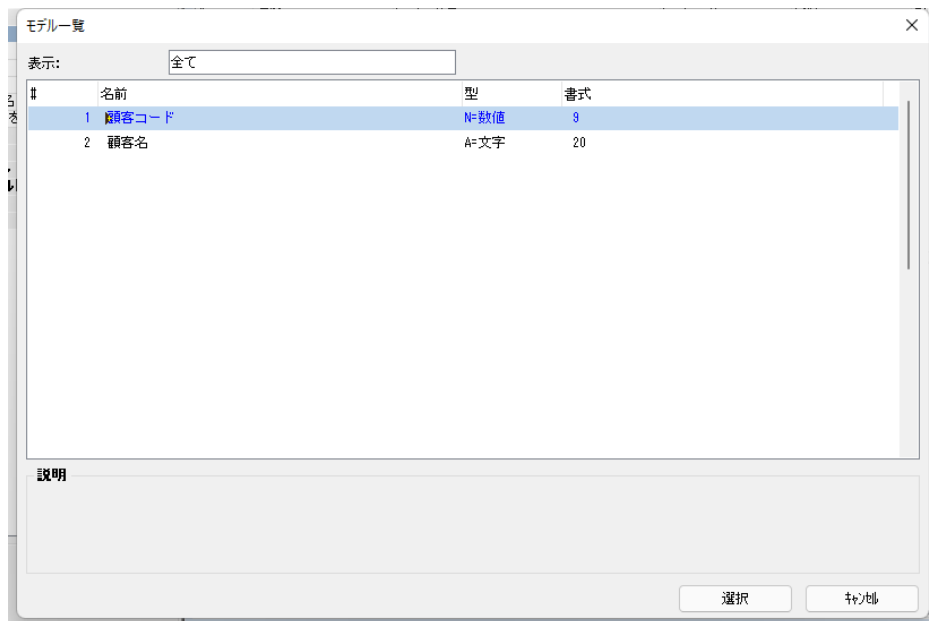 モデル一覧
表示: 全て
# 名前 型 書式
1 顧客コード N=数値 9
2 顧客名 A=文字 20
説明
選択 ｷｬﾝｾﾙ